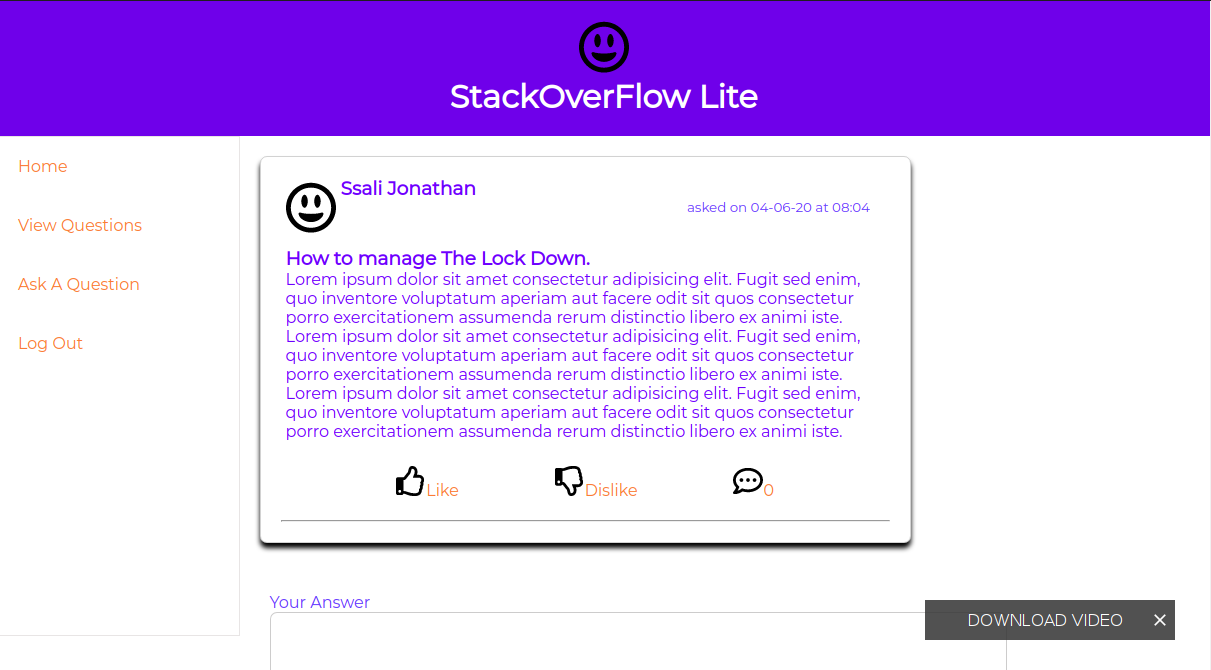 StackOverFlow Lite
Home
View Questions
Ask A Question
Log Out
Ssali Jonathan
asked on 04-06-20 at 08:04
How to manage The Lock Down.
Lorem ipsum dolor sit amet consectetur adipisicing elit. Fugit sed enim,
quo inventore voluptatum aperiam aut facere odit sit quos consectetur
porro exercitationem assumenda rerum distinctio libero ex animi iste.
Lorem ipsum dolor sit amet consectetur adipisicing elit. Fugit sed enim,
quo inventore voluptatum aperiam aut facere odit sit quos consectetur
porro exercitationem assumenda rerum distinctio libero ex animi iste.
Lorem ipsum dolor sit amet consectetur adipisicing elit. Fugit sed enim,
quo inventore voluptatum aperiam aut facere odit sit quos consectetur
porro exercitationem assumenda rerum distinctio libero ex animi iste.
Like Dislike 0
Your Answer
DOWNLOAD VIDEO ×